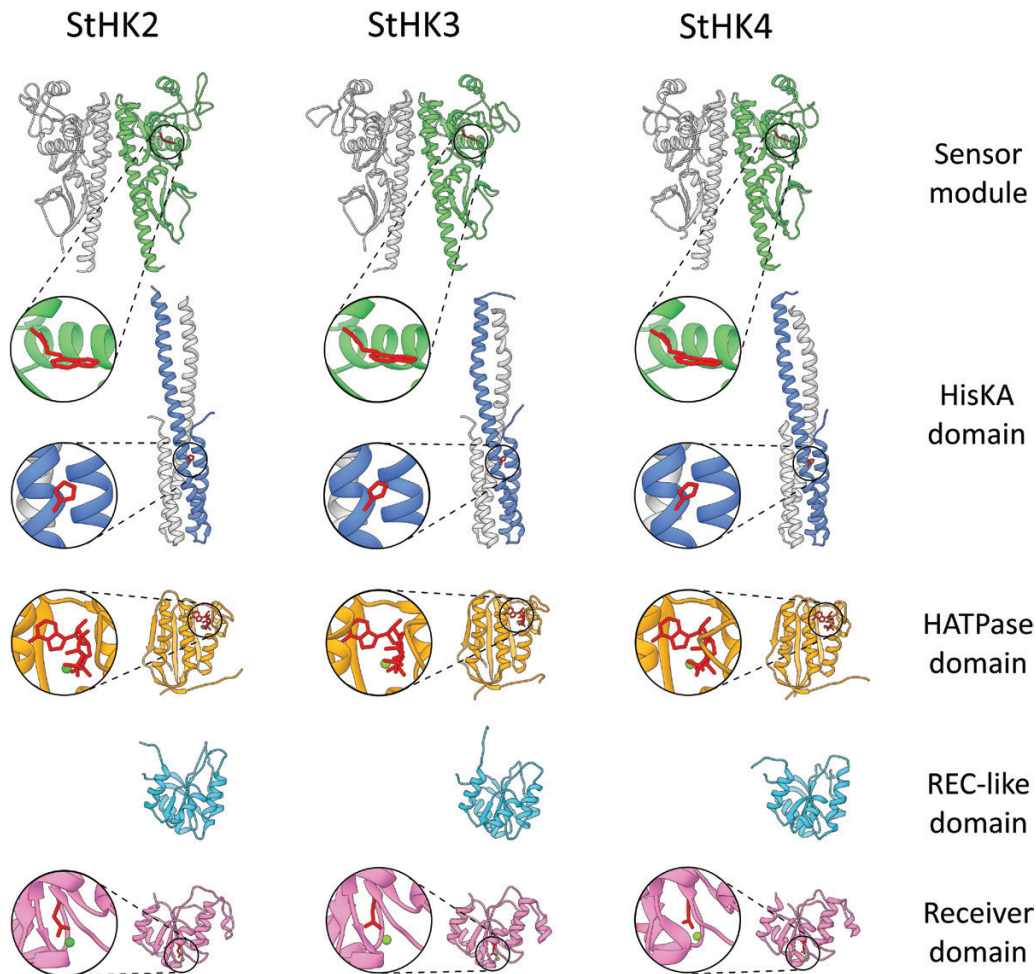 StHK2
StHK3
StHK4
Sensor
module
HisKA
domain
HATPase
domain
REC-like
domain
Receiver
domain